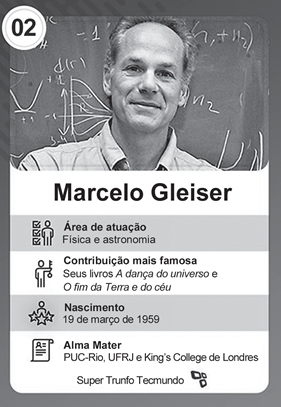 02
Marcelo Gleiser
Área de atuação
Física e astronomia
Contribuição mais famosa
Seus livros A dança do universo e
O fim da Terra e do céu
Nascimento
19 de março de 1959
Alma Mater
PUC-Rio, UFRJ e King's College de Londres
Super Trunfo Tecmundo